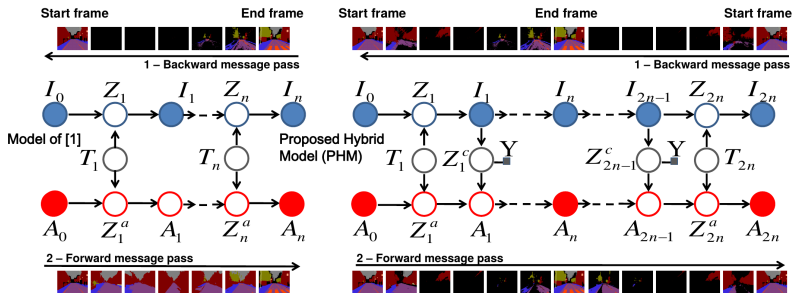 Start frame End frame Start frame End frame Start frame
1 – Backward message pass 1 – Backward message pass
I₀ Z₁ I₁ Zₙ Iₙ I₀ Z₁ I₁ Iₙ I₂ₙ₋₁ Z₂ₙ I₂ₙ
Model of [1] Proposed Hybrid
Model (PHM)
T₁ Tₙ T₁ Z₁ᶜ Y Z₂ₙ₋₁ᶜ Y T₂ₙ
A₀ Z₁ᵃ A₁ Zₙᵃ Aₙ A₀ Z₁ᵃ A₁ Aₙ A₂ₙ₋₁ Z₂ₙᵃ A₂ₙ
2 – Forward message pass 2 – Forward message pass